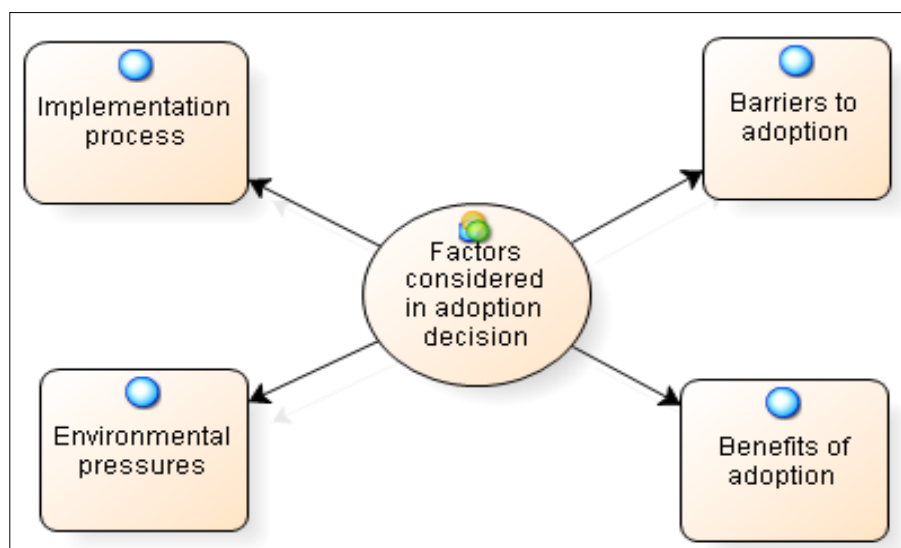 Implementation
process
Barriers to
adoption
Factors
considered
in adoption
decision
Environmental
pressures
Benefits of
adoption